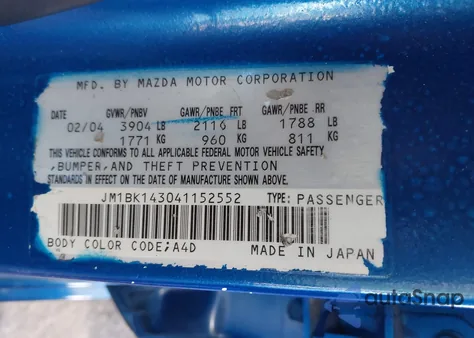 MFD. BY MAZDA MOTOR CORPORATION
DATE GVWR/PNBV GAWR/PNBE FRT GAWR/PNBE RR
02/04 3904 LB 2116 LB 1788 LB
1771 KG 960 KG 811 KG
THIS VEHICLE CONFORMS TO ALL APPLICABLE FEDERAL MOTOR VEHICLE SAFETY,
BUMPER, AND THEFT PREVENTION
STANDARDS IN EFFECT ON THE DATE OF MANUFACTURE SHOWN ABOVE.
JM1BK143041152552 TYPE: PASSENGER
BODY COLOR CODE;A4D MADE IN JAPAN
autoSnap